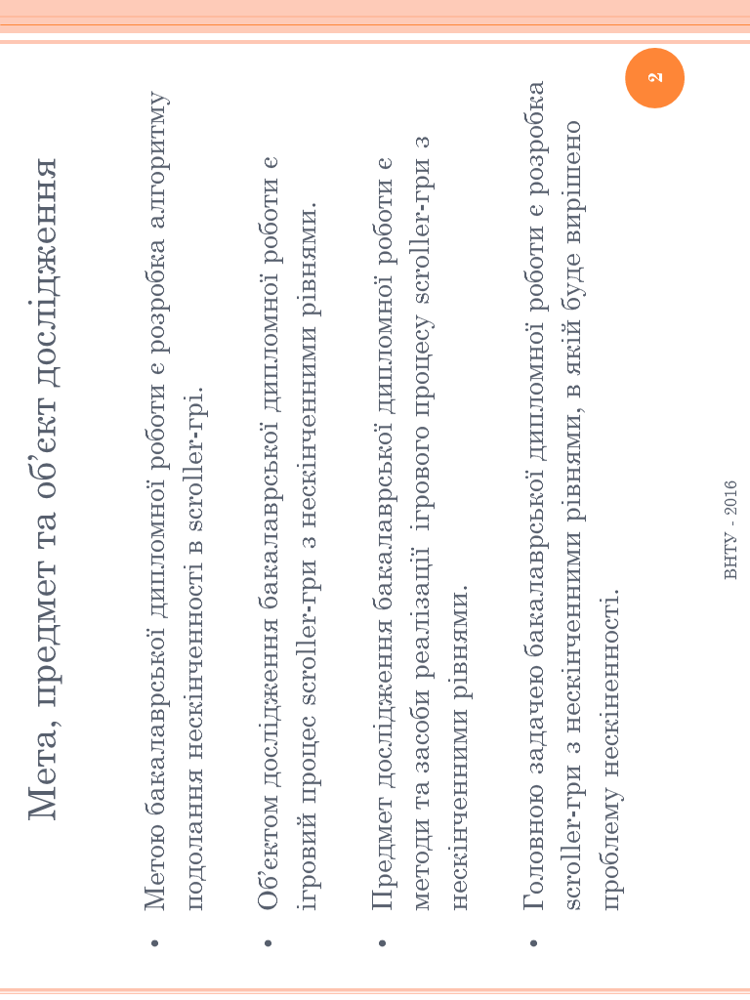 Мета, предмет та об’єкт дослідження
• Метою бакалаврської дипломної роботи є розробка алгоритму
подолання нескінченності в scroller-грі.
• Об’єктом дослідження бакалаврської дипломної роботи є
ігровий процес scroller-гри з нескінченними рівнями.
• Предмет дослідження бакалаврської дипломної роботи є
методи та засоби реалізації ігрового процесу scroller-гри з
нескінченними рівнями.
• Головною задачею бакалаврської дипломної роботи є розробка
scroller-гри з нескінченними рівнями, в якій буде вирішено
проблему нескіненності.
2
ВНТУ - 2016